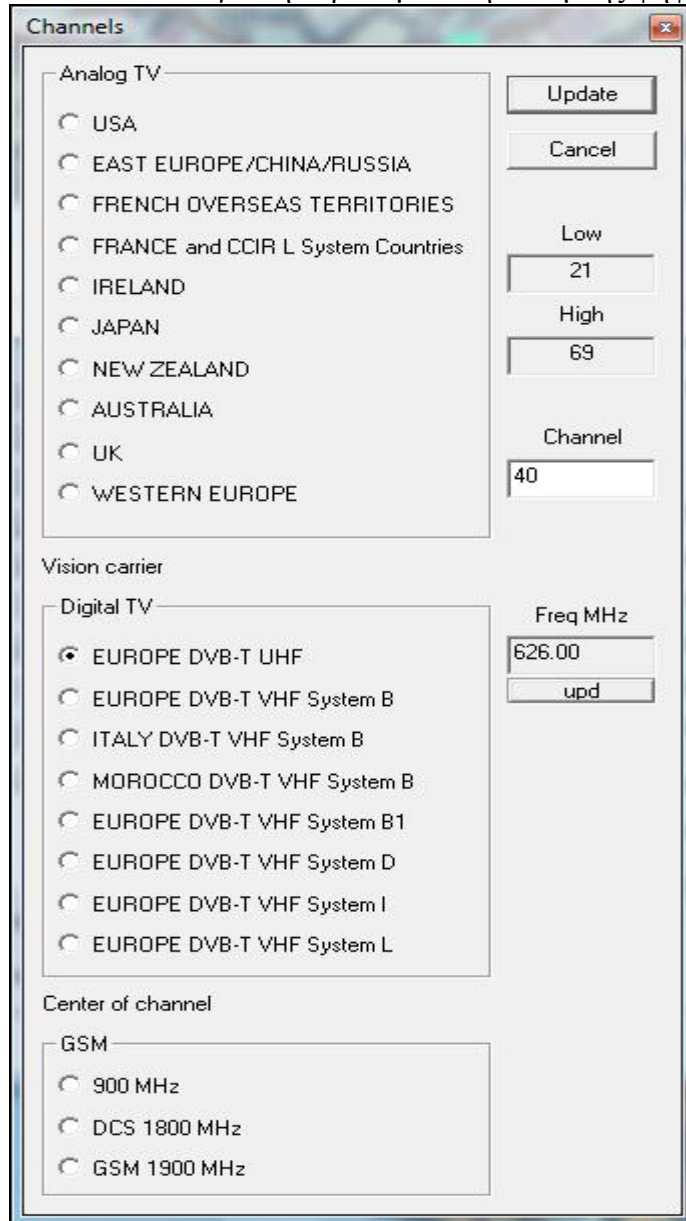 Channels
Analog TV
USA
EAST EUROPE/CHINA/RUSSIA
FRENCH OVERSEAS TERRITORIES
FRANCE and CCIR L System Countries
IRELAND
JAPAN
NEW ZEALAND
AUSTRALIA
UK
WESTERN EUROPE
Update
Cancel
Low
21
High
69
Channel
40
Vision carrier
Digital TV
EUROPE DVB-T UHF
EUROPE DVB-T VHF System B
ITALY DVB-T VHF System B
MOROCCO DVB-T VHF System B
EUROPE DVB-T VHF System B1
EUROPE DVB-T VHF System D
EUROPE DVB-T VHF System I
EUROPE DVB-T VHF System L
Freq MHz
626.00
upd
Center of channel
GSM
900 MHz
DCS 1800 MHz
GSM 1900 MHz